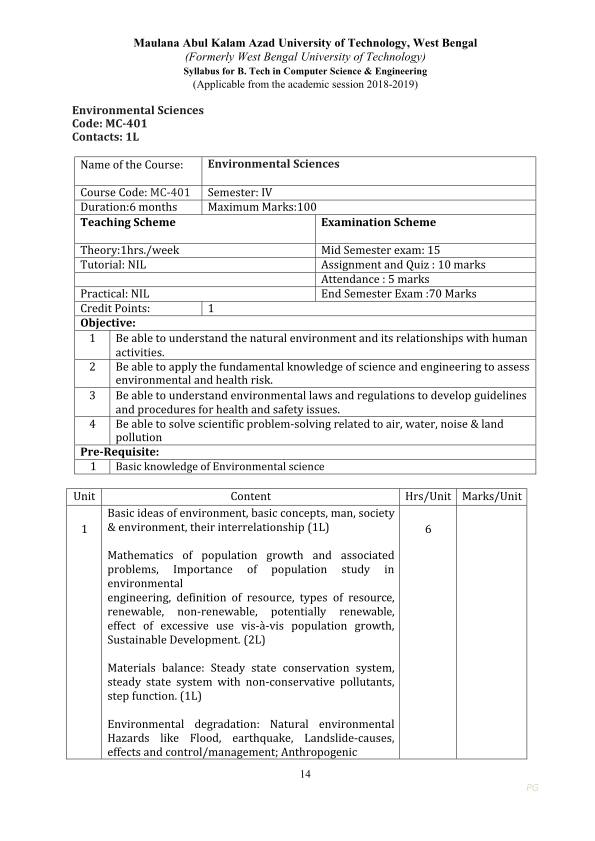 Maulana Abul Kalam Azad University of Technology, West Bengal
(Formerly West Bengal University of Technology)
Syllabus for B. Tech in Computer Science & Engineering
(Applicable from the academic session 2018-2019)
Environmental Sciences
Code: MC-401
Contacts: 1L
Name of the Course: Environmental Sciences
Course Code: MC-401 Semester: IV
Duration:6 months Maximum Marks:100
Teaching Scheme Examination Scheme
Theory:1hrs./week Mid Semester exam: 15
Tutorial: NIL Assignment and Quiz : 10 marks
Attendance : 5 marks
Practical: NIL End Semester Exam :70 Marks
Credit Points: 1
Objective:
1 Be able to understand the natural environment and its relationships with human
activities.
2 Be able to apply the fundamental knowledge of science and engineering to assess
environmental and health risk.
3 Be able to understand environmental laws and regulations to develop guidelines
and procedures for health and safety issues.
4 Be able to solve scientific problem-solving related to air, water, noise & land
pollution
Pre-Requisite:
1 Basic knowledge of Environmental science
Unit Content Hrs/Unit Marks/Unit
Basic ideas of environment, basic concepts, man, society
1 & environment, their interrelationship (1L) 6
Mathematics of population growth and associated
problems, Importance of population study in
environmental
engineering, definition of resource, types of resource,
renewable, non-renewable, potentially renewable,
effect of excessive use vis-à-vis population growth,
Sustainable Development. (2L)
Materials balance: Steady state conservation system,
steady state system with non-conservative pollutants,
step function. (1L)
Environmental degradation: Natural environmental
Hazards like Flood, earthquake, Landslide-causes,
effects and control/management; Anthropogenic
14
PG